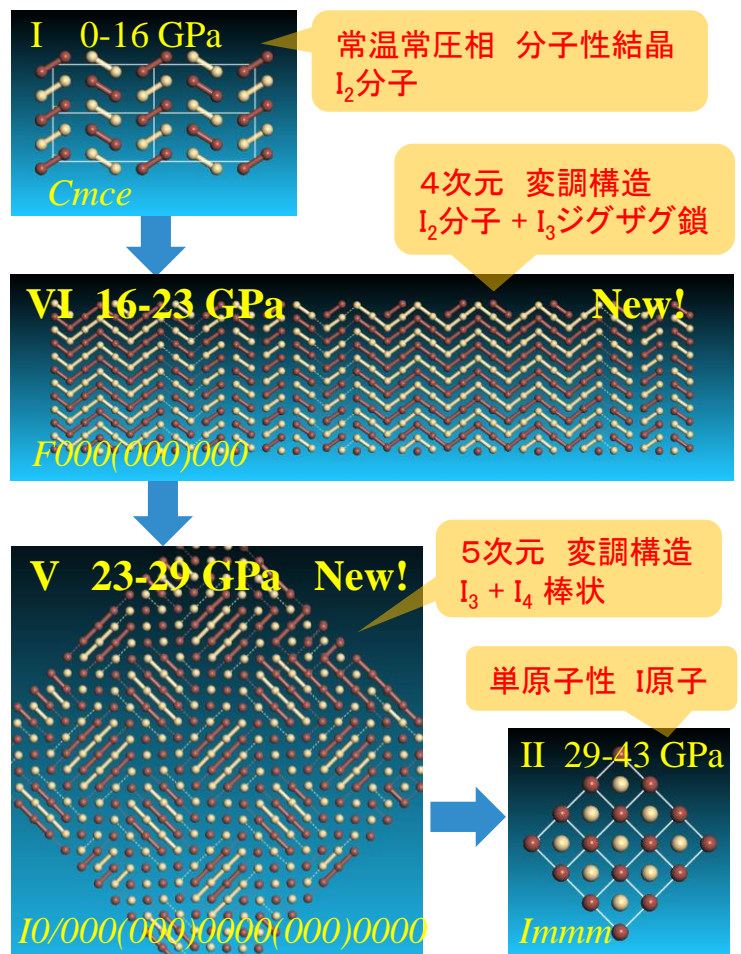 I 0-16 GPa
常温常圧相 分子性結晶
I₂分子
Cmce
4次元 変調構造
I₂分子 + I₃ジグザグ鎖
VI 16-23 GPa New!
F000(000)000
V 23-29 GPa New!
5次元 変調構造
I₃ + I₄ 棒状
単原子性 I原子
II 29-43 GPa
I0/000(000)0000(000)0000
Immm